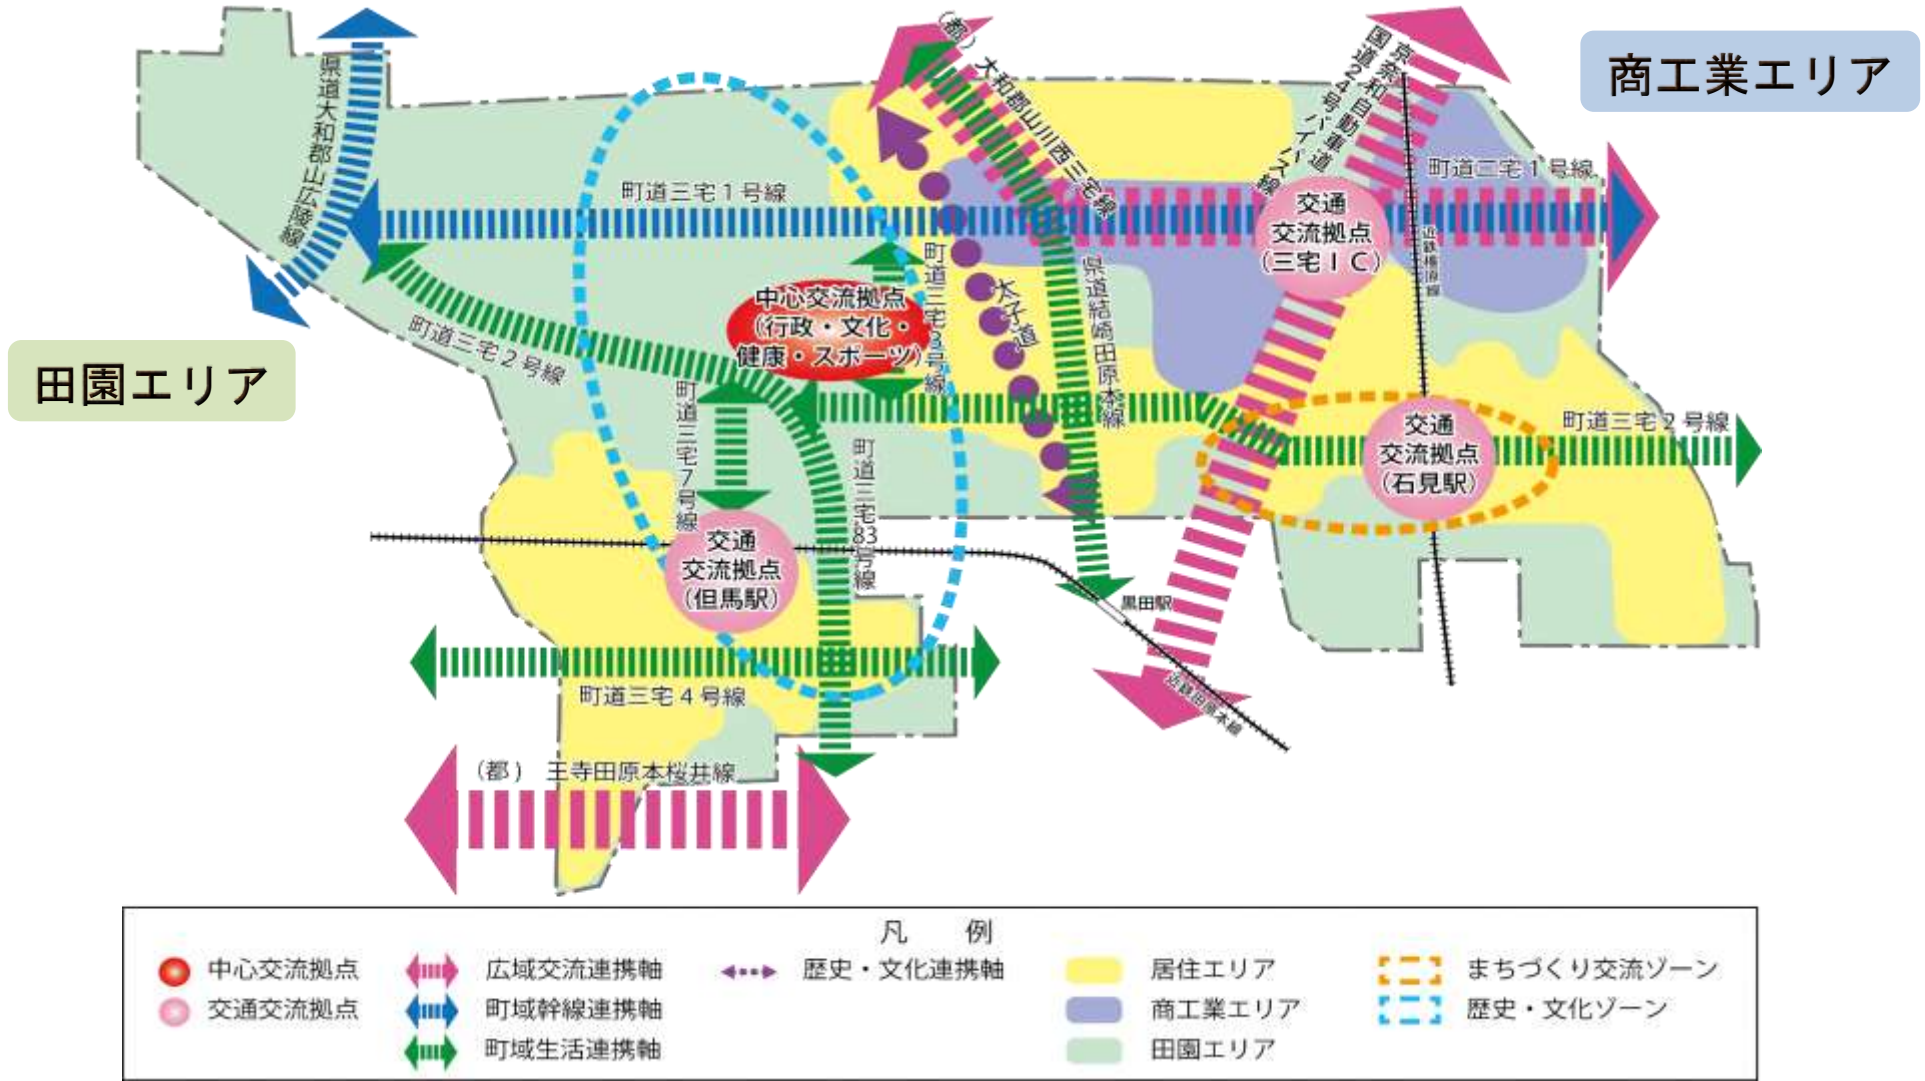 商工業エリア
田園エリア
県道大和郡山広陵線
(都)大和郡山川西三宅線
京奈和自動車道
国道24号バイパス線
町道三宅1号線
町道三宅1号線
交通
交流拠点
(三宅IC)
近鉄橿原線
町道三宅3号線
太子道
県道結崎田原本線
中心交流拠点
(行政・文化・
健康・スポーツ)
町道三宅2号線
町道三宅7号線
町道三宅83号線
町道三宅2号線
交通
交流拠点
(石見駅)
交通
交流拠点
(但馬駅)
黒田駅
近鉄田原本線
町道三宅4号線
(都) 王寺田原本桜井線
凡 例
中心交流拠点
交通交流拠点
広域交流連携軸
町域幹線連携軸
町域生活連携軸
歴史・文化連携軸
居住エリア
商工業エリア
田園エリア
まちづくり交流ゾーン
歴史・文化ゾーン